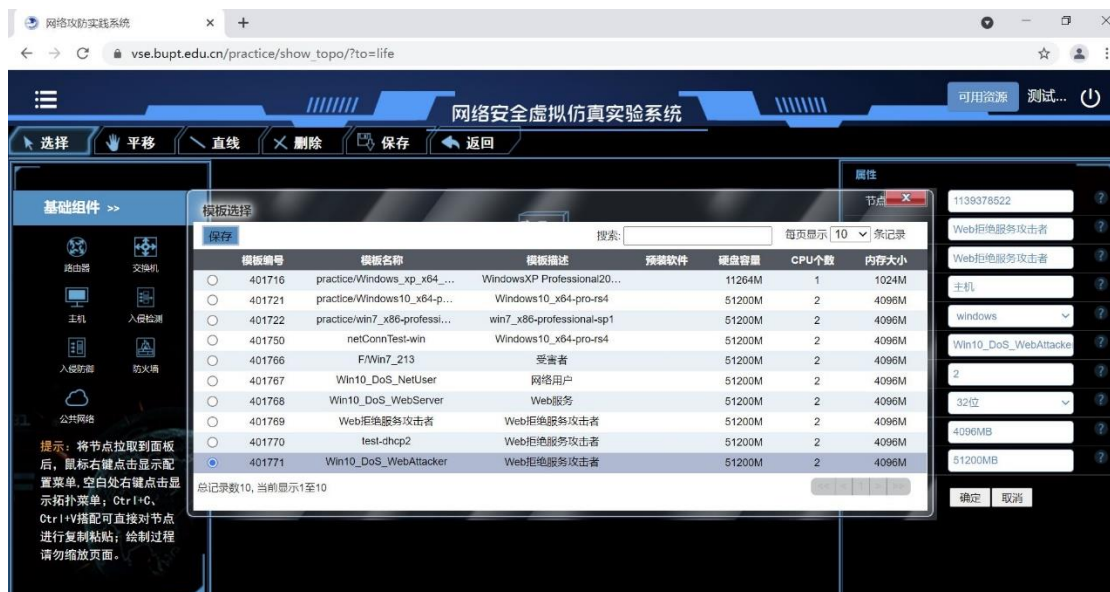 网络攻防实践系统
vse.bupt.edu.cn/practice/show_topo/?to=life
网络安全虚拟仿真实验系统
可用资源 测试...
选择 平移 直线 删除 保存 返回
属性
基础组件 >>
路由器 交换机
主机 入侵检测
入侵防御 防火墙
公共网络
提示：将节点拉取到面板
后，鼠标右键点击显示配
置菜单,空白处右键点击显
示拓扑菜单；Ctrl+C、
Ctrl+V搭配可直接对节点
进行复制粘贴；绘制过程
请勿缩放页面。
模板选择
保存 搜索: 每页显示 10 条记录
模板编号 模板名称 模板描述 预装软件 硬盘容量 CPU个数 内存大小
401716 practice/Windows_xp_x64_... WindowsXP Professional20... 11264M 1 1024M
401721 practice/Windows10_x64-p... Windows10_x64-pro-rs4 51200M 2 4096M
401722 practice/win7_x86-professi... win7_x86-professional-sp1 51200M 2 4096M
401750 netConnTest-win Windows10_x64-pro-rs4 51200M 2 4096M
401766 F/Win7_213 受害者 51200M 2 4096M
401767 Win10_DoS_NetUser 网络用户 51200M 2 4096M
401768 Win10_DoS_WebServer Web服务 51200M 2 4096M
401769 Web拒绝服务攻击者 Web拒绝服务攻击者 51200M 2 4096M
401770 test-dhcp2 Web拒绝服务攻击者 51200M 2 4096M
401771 Win10_DoS_WebAttacker Web拒绝服务攻击者 51200M 2 4096M
总记录数10,当前显示1至10
<< < 1 > >>
节点
1139378522
Web拒绝服务攻击者
Web拒绝服务攻击者
主机
windows
Win10_DoS_WebAttacke
2
32位
4096MB
51200MB
确定 取消